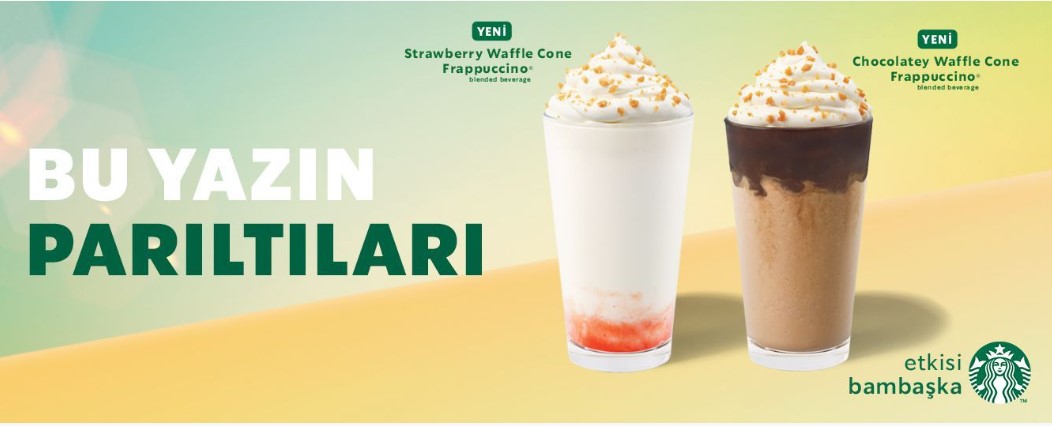 BU YAZIN
PARILTILARI
YENİ
Strawberry Waffle Cone
Frappuccino®
blended beverage
YENİ
Chocolatey Waffle Cone
Frappuccino®
blended beverage
etkisi
bambaşka
TM